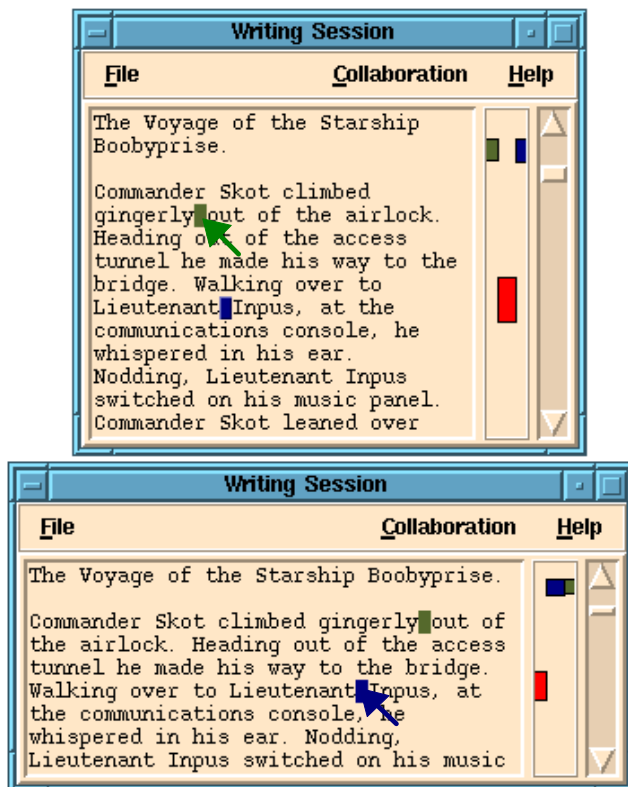 Writing Session
File Collaboration Help
The Voyage of the Starship
Boobyprise.
Commander Skot climbed
gingerly out of the airlock.
Heading out of the access
tunnel he made his way to the
bridge. Walking over to
Lieutenant Inpus, at the
communications console, he
whispered in his ear.
Nodding, Lieutenant Inpus
switched on his music panel.
Commander Skot leaned over
Writing Session
File Collaboration Help
The Voyage of the Starship Boobyprise.
Commander Skot climbed gingerly out of
the airlock. Heading out of the access
tunnel he made his way to the bridge.
Walking over to Lieutenant Inpus, at
the communications console, he
whispered in his ear. Nodding,
Lieutenant Inpus switched on his music